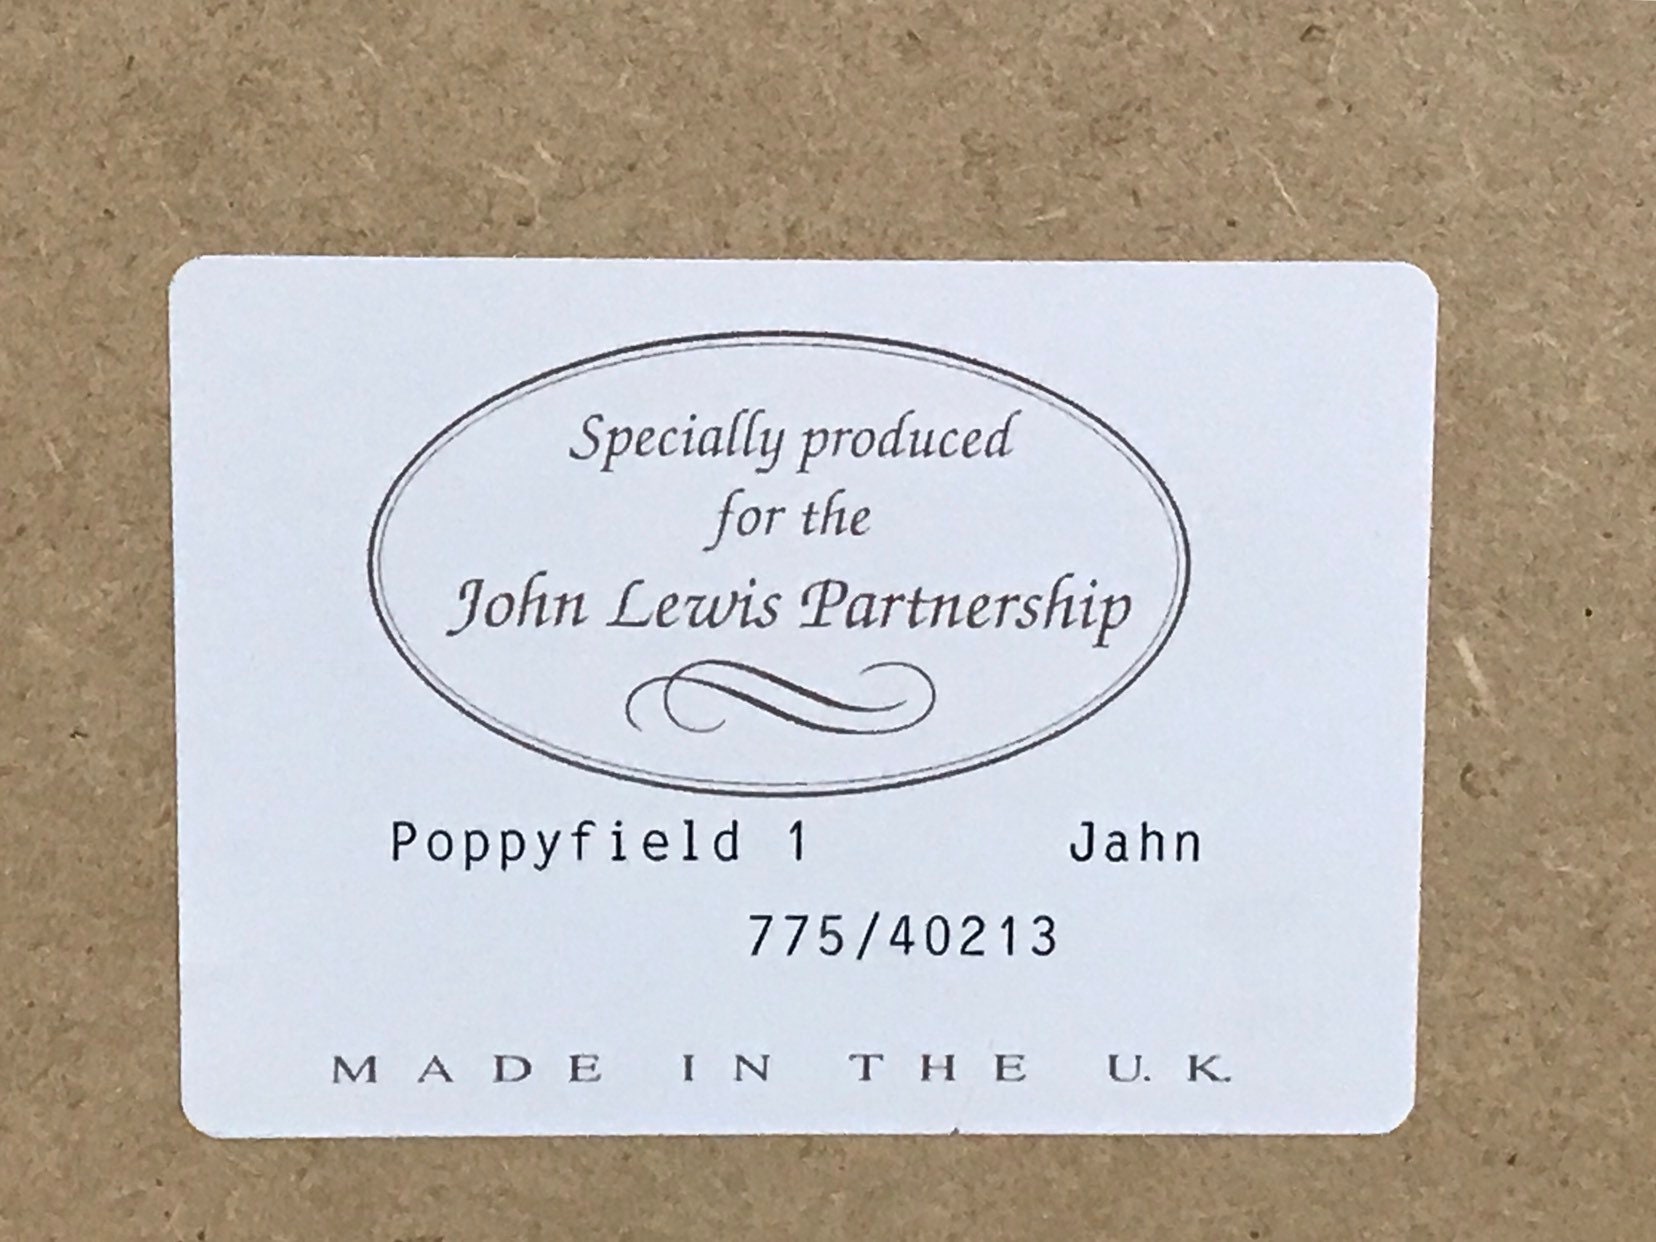 Specially produced
for the
John Lewis Partnership
Poppyfield 1 Jahn
775/40213
MADE IN THE U.K.